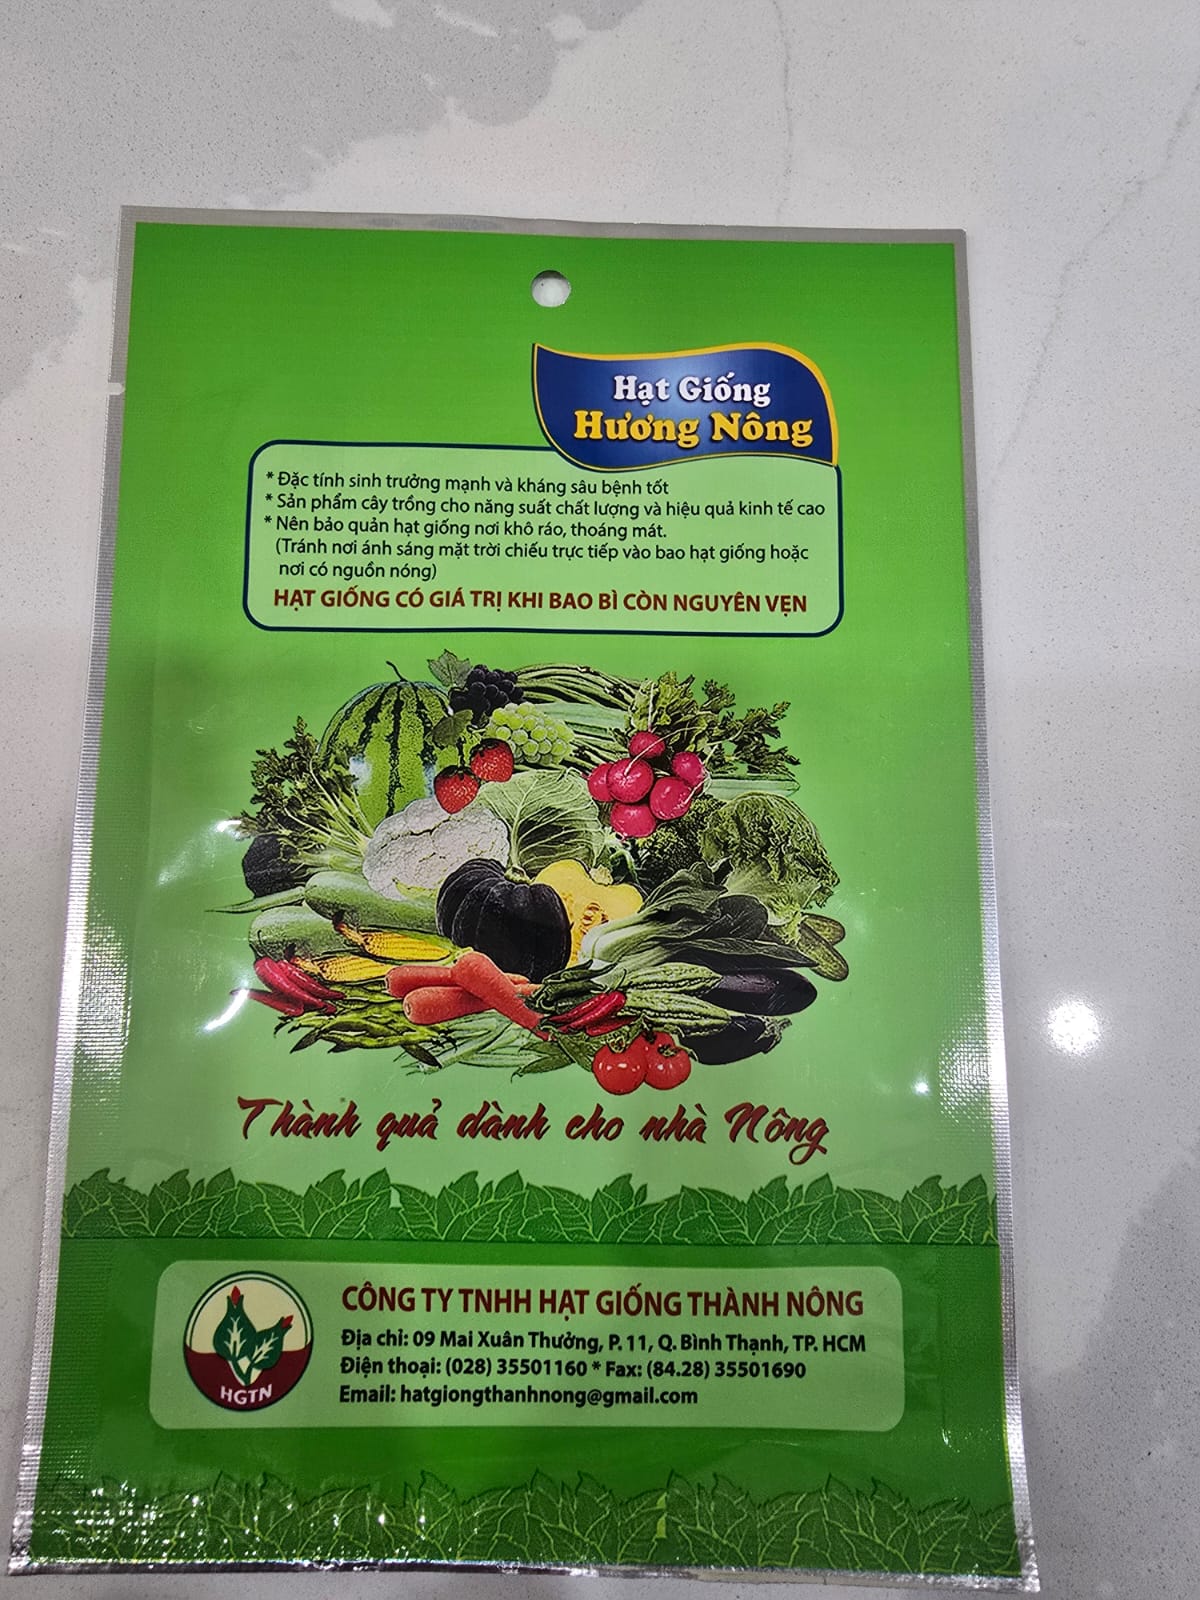 Hạt Giống
Hương Nông
* Đặc tính sinh trưởng mạnh và kháng sâu bệnh tốt
* Sản phẩm cây trồng cho năng suất chất lượng và hiệu quả kinh tế cao
* Nên bảo quản hạt giống nơi khô ráo, thoáng mát.
(Tránh nơi ánh sáng mặt trời chiếu trực tiếp vào bao hạt giống hoặc
nơi có nguồn nóng)
HẠT GIỐNG CÓ GIÁ TRỊ KHI BAO BÌ CÒN NGUYÊN VẸN
Thành quả dành cho nhà Nông
CÔNG TY TNHH HẠT GIỐNG THÀNH NÔNG
Địa chỉ: 09 Mai Xuân Thưởng, P. 11, Q. Bình Thạnh, TP. HCM
Điện thoại: (028) 35501160 * Fax: (84.28) 35501690
Email: hatgiongthanhnong@gmail.com
HGTN